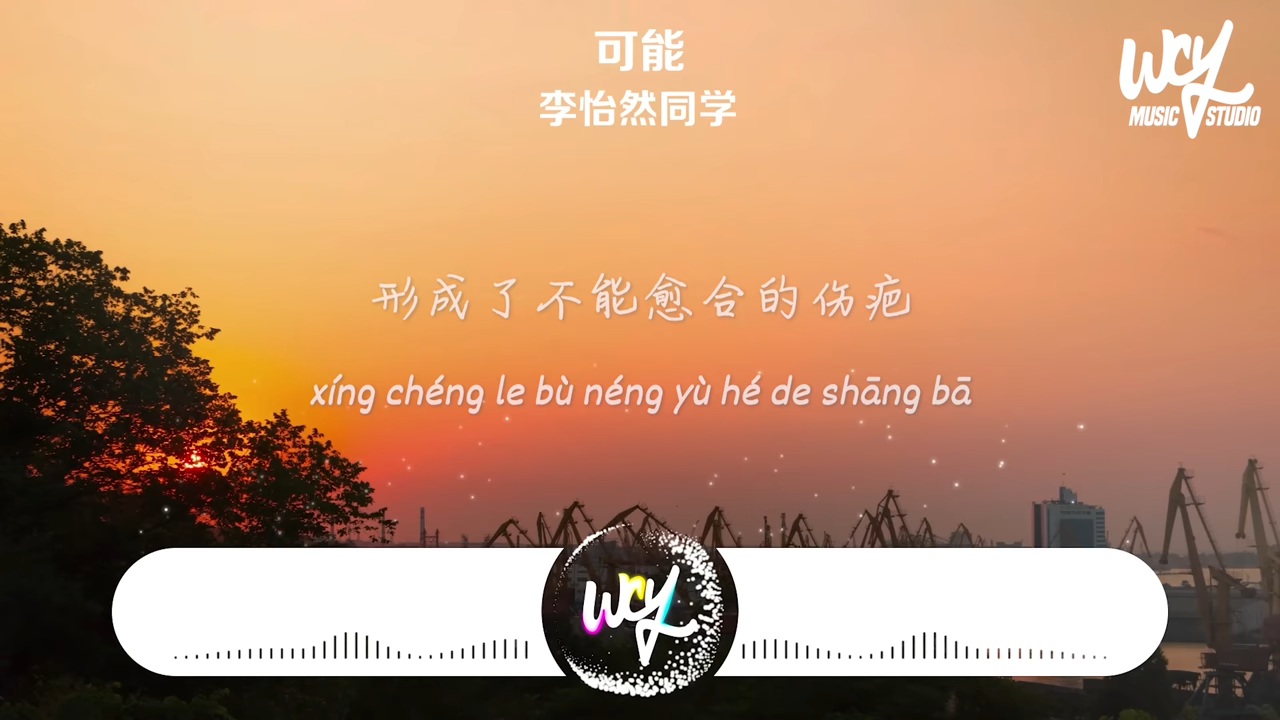 可能
李怡然同学
WCY
MUSIC STUDIO
形成了不能愈合的伤疤
xíng chéng le bù néng yù hé de shāng bā
WCY